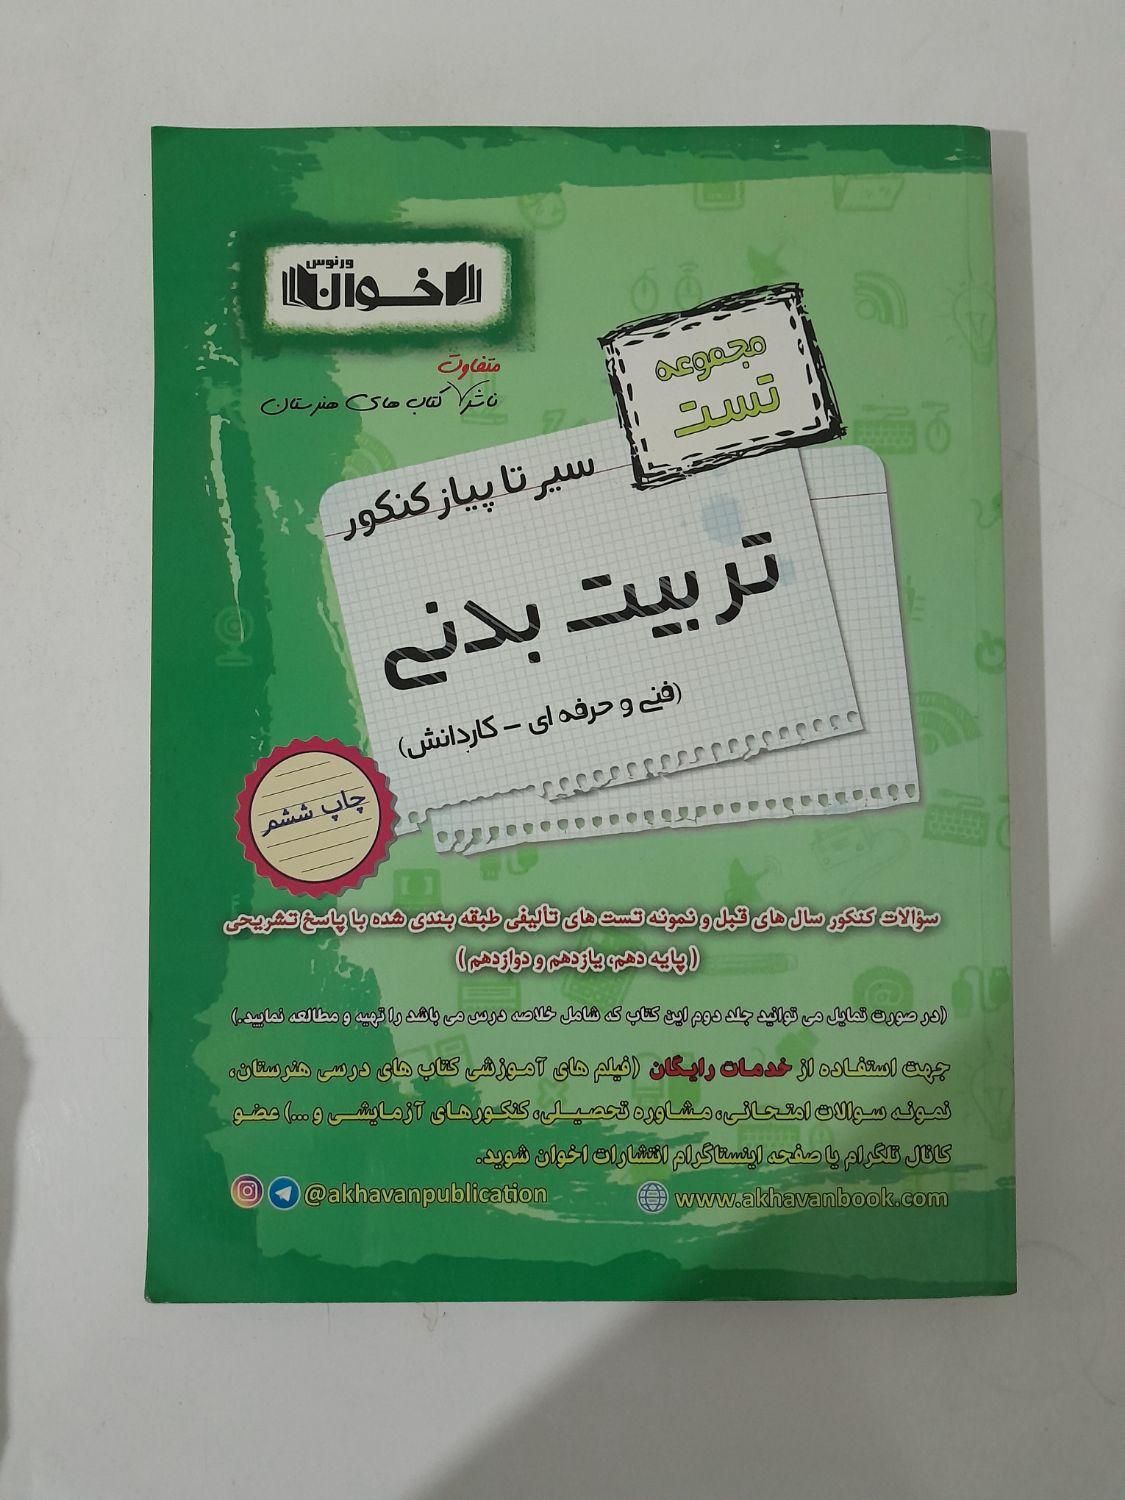 ورنوس
اخوان
متفاوت
ناشر کتاب های هنرستان
مجموعه
تست
سیر تا پیاز کنکور
تربیت بدنی
(فنی و حرفه ای - کاردانش)
چاپ ششم
سؤالات کنکور سال های قبل و نمونه تست های تألیفی طبقه بندی شده با پاسخ تشریحی
( پایه دهم، یازدهم و دوازدهم )
(در صورت تمایل می توانید جلد دوم این کتاب که شامل خلاصه درس می باشد را تهیه و مطالعه نمایید.)
جهت استفاده از خدمات رایگان (فیلم های آموزشی کتاب های درسی هنرستان،
نمونه سوالات امتحانی، مشاوره تحصیلی، کنکورهای آزمایشی و ...) عضو
کانال تلگرام یا صفحه اینستاگرام انتشارات اخوان شوید.
@akhavanpublication
www.akhavanbook.com